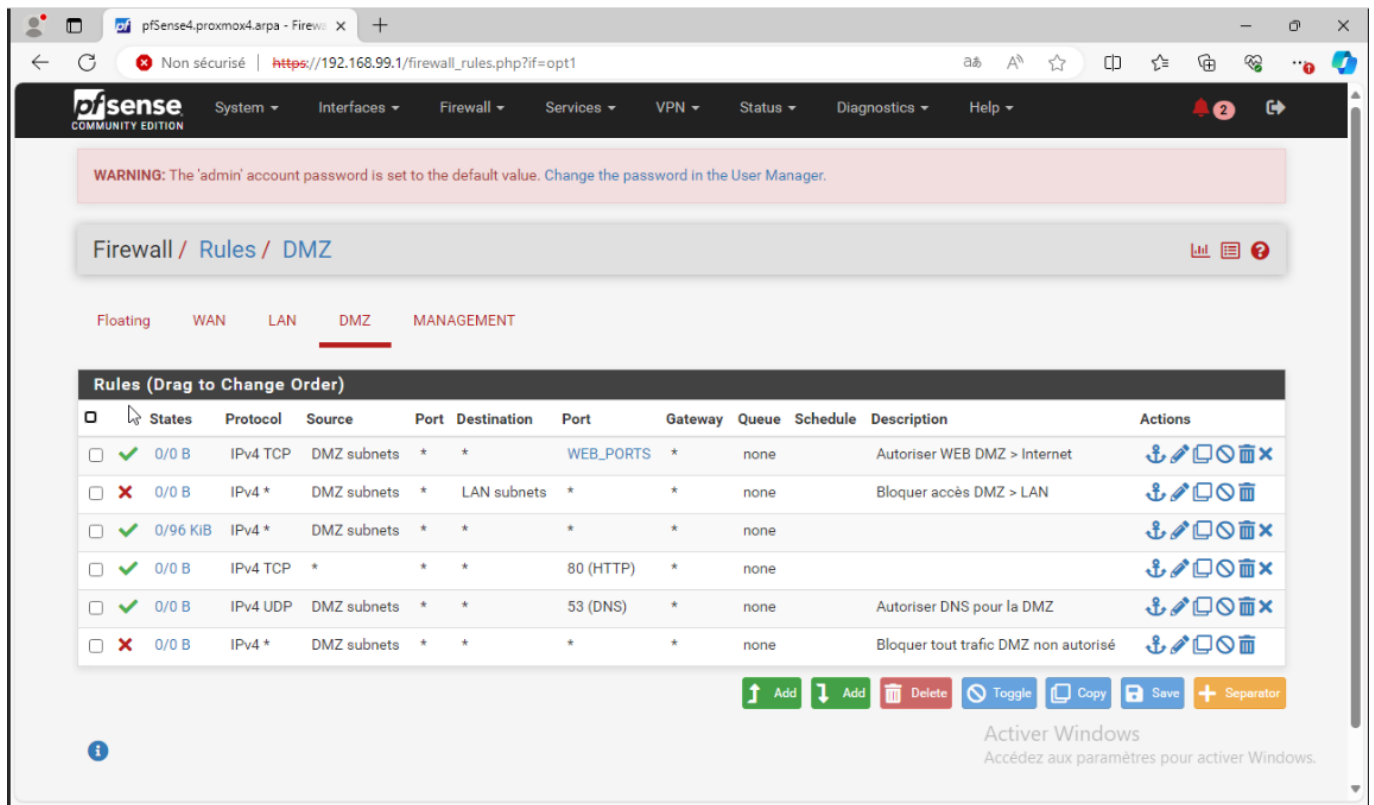 pfSense4.proxmox4.arpa - Firewa
Non sécurisé | https://192.168.99.1/firewall_rules.php?if=opt1
pfsense COMMUNITY EDITION System Interfaces Firewall Services VPN Status Diagnostics Help 2
WARNING: The 'admin' account password is set to the default value. Change the password in the User Manager.
Firewall / Rules / DMZ
Floating WAN LAN DMZ MANAGEMENT
Rules (Drag to Change Order)
States Protocol Source Port Destination Port Gateway Queue Schedule Description Actions
0/0 B IPv4 TCP DMZ subnets * * WEB_PORTS * none Autoriser WEB DMZ > Internet
0/0 B IPv4 * DMZ subnets * LAN subnets * * none Bloquer accès DMZ > LAN
0/96 KiB IPv4 * DMZ subnets * * * * none
0/0 B IPv4 TCP * * * 80 (HTTP) * none
0/0 B IPv4 UDP DMZ subnets * * 53 (DNS) * none Autoriser DNS pour la DMZ
0/0 B IPv4 * DMZ subnets * * * * none Bloquer tout trafic DMZ non autorisé
Add Add Delete Toggle Copy Save Separator
Activer Windows
Accédez aux paramètres pour activer Windows.